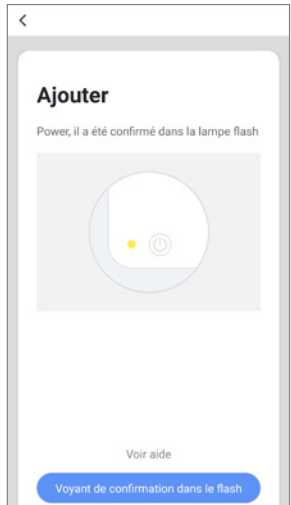 Ajouter
Power, il a été confirmé dans la lampe flash
Voir aide
Voyant de confirmation dans le flash